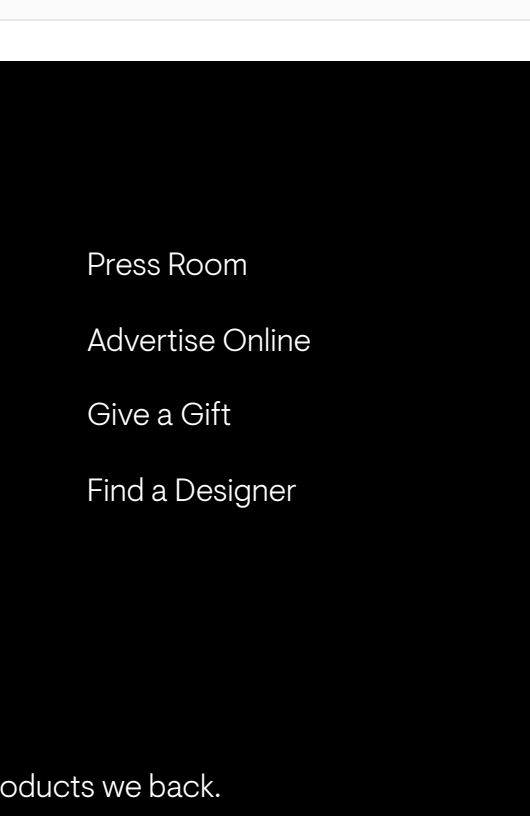 Press Room
Advertise Online
Give a Gift
Find a Designer
oducts we back.